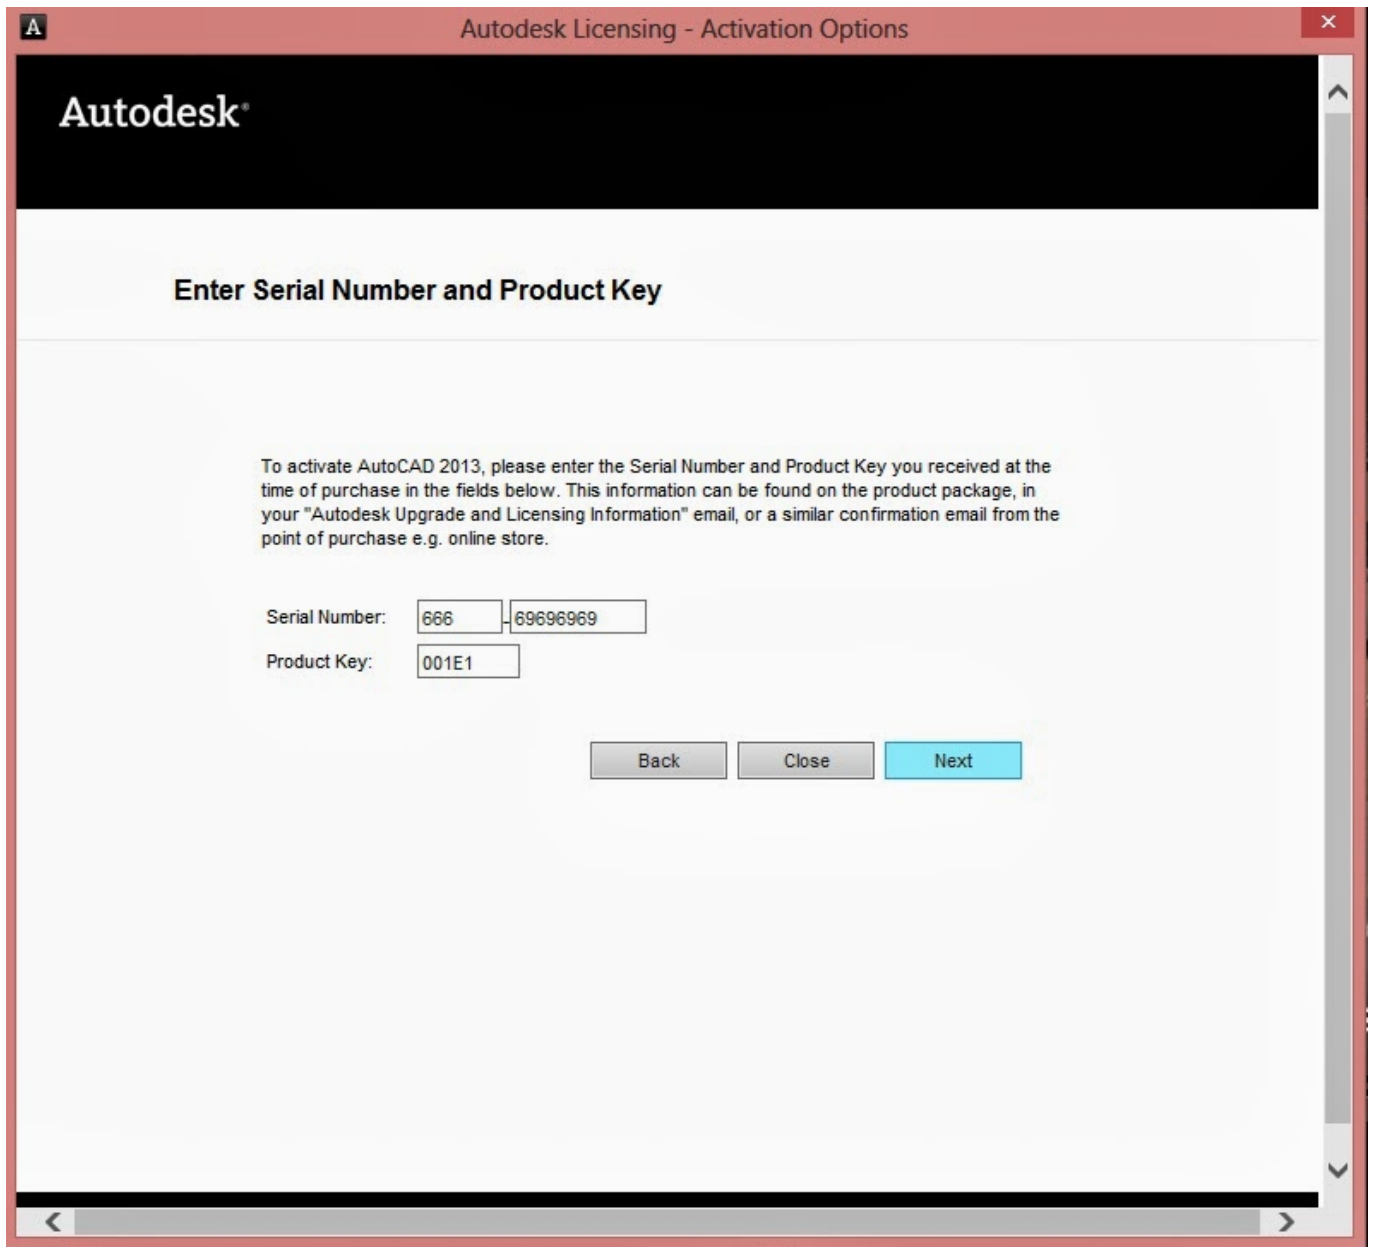 A
Autodesk Licensing - Activation Options
Autodesk®
Enter Serial Number and Product Key
To activate AutoCAD 2013, please enter the Serial Number and Product Key you received at the
time of purchase in the fields below. This information can be found on the product package, in
your "Autodesk Upgrade and Licensing Information" email, or a similar confirmation email from the
point of purchase e.g. online store.
Serial Number: 666 - 69696969
Product Key: 001E1
Back Close Next